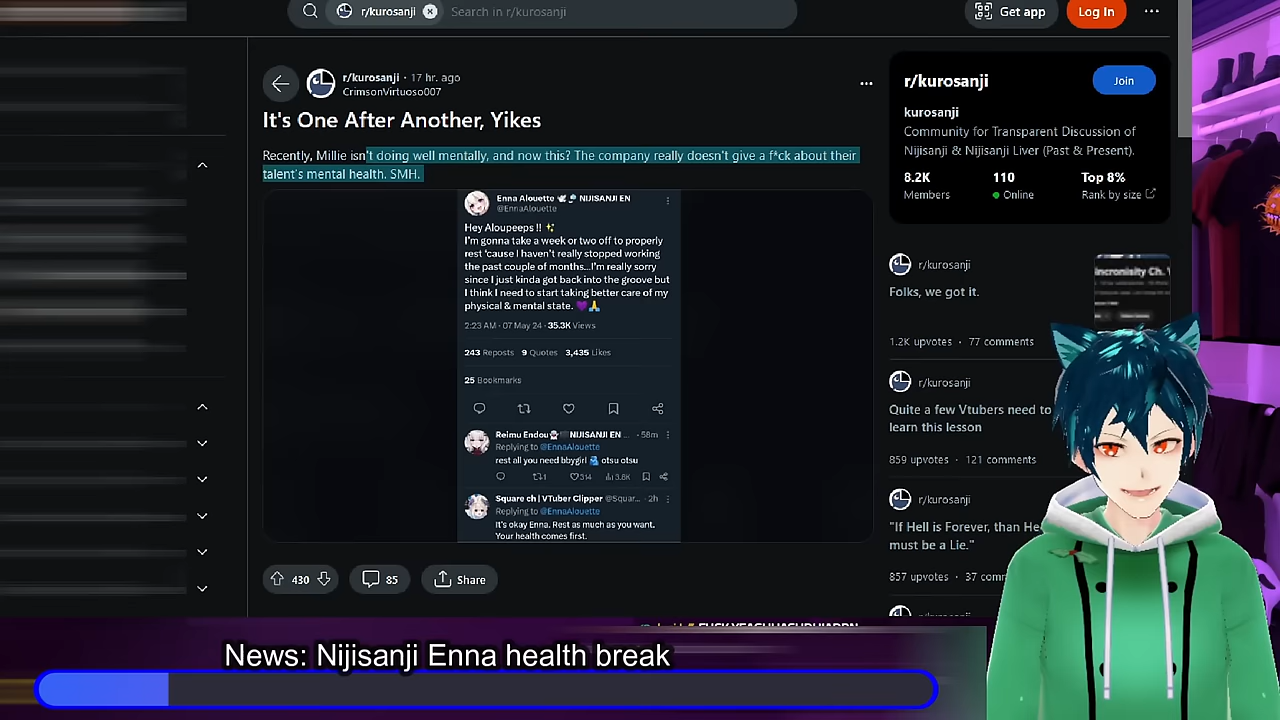 r/kurosanji
Search in r/kurosanji
Get app
Log In
r/kurosanji • 17 hr. ago
CrimsonVirtuoso007
It's One After Another, Yikes
Recently, Millie isn't doing well mentally, and now this? The company really doesn't give a f*ck about their
talent's mental health. SMH.
Enna Alouette NIJISANJI EN
@EnnaAlouette
Hey Aloupeeps !! ✨
I'm gonna take a week or two off to properly
rest 'cause I haven't really stopped working
the past couple of months...I'm really sorry
since I just kinda got back into the groove but
I think I need to start taking better care of my
physical & mental state. 💜🙏
2:23 AM · 07 May 24 · 35.3K Views
243 Reposts 9 Quotes 3,435 Likes
25 Bookmarks
Reimu Endou NIJISANJI EN ... · 58m
Replying to @EnnaAlouette
rest all you need bbygirl otsu otsu
1 314 3.8K
Square ch | VTuber Clipper @Squar... · 2h
Replying to @EnnaAlouette
It's okay Enna. Rest as much as you want.
Your health comes first.
430
85
Share
r/kurosanji
Join
kurosanji
Community for Transparent Discussion of
Nijisanji & Nijisanji Liver (Past & Present).
8.2K 110 Top 8%
Members Online Rank by size
r/kurosanji
Folks, we got it.
1.2K upvotes • 77 comments
r/kurosanji
Quite a few Vtubers need to
learn this lesson
859 upvotes • 121 comments
r/kurosanji
"If Hell is Forever, than He
must be a Lie."
857 upvotes • 37 com
News: Nijisanji Enna health break